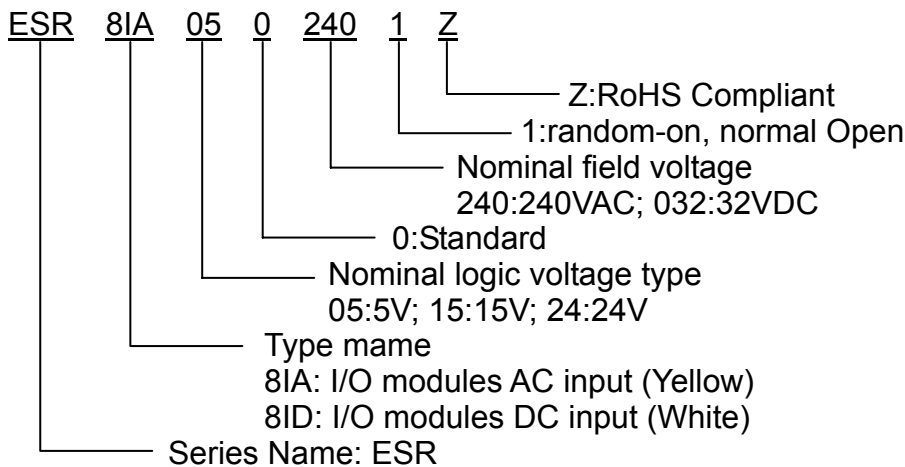 ESR 8IA 05 0 240 1 Z
Z:RoHS Compliant
1:random-on, normal Open
Nominal field voltage
240:240VAC; 032:32VDC
0:Standard
Nominal logic voltage type
05:5V; 15:15V; 24:24V
Type mame
8IA: I/O modules AC input (Yellow)
8ID: I/O modules DC input (White)
Series Name: ESR